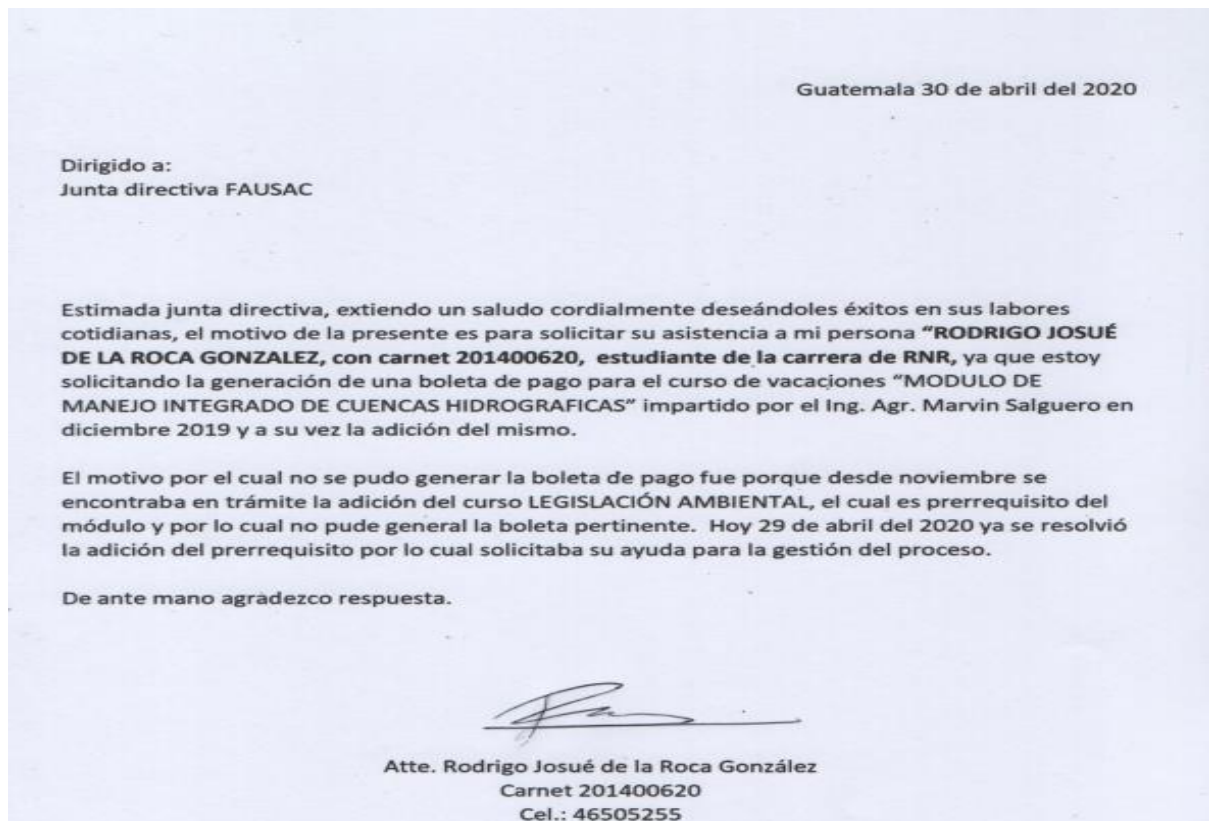 Guatemala 30 de abril del 2020
Dirigido a:
Junta directiva FAUSAC
Estimada junta directiva, extiendo un saludo cordialmente deseándoles éxitos en sus labores
cotidianas, el motivo de la presente es para solicitar su asistencia a mi persona “RODRIGO JOSUÉ
DE LA ROCA GONZALEZ, con carnet 201400620, estudiante de la carrera de RNR, ya que estoy
solicitando la generación de una boleta de pago para el curso de vacaciones “MODULO DE
MANEJO INTEGRADO DE CUENCAS HIDROGRAFICAS” impartido por el Ing. Agr. Marvin Salguero en
diciembre 2019 y a su vez la adición del mismo.
El motivo por el cual no se pudo generar la boleta de pago fue porque desde noviembre se
encontraba en trámite la adición del curso LEGISLACIÓN AMBIENTAL, el cual es prerrequisito del
módulo y por lo cual no pude general la boleta pertinente. Hoy 29 de abril del 2020 ya se resolvió
la adición del prerrequisito por lo cual solicitaba su ayuda para la gestión del proceso.
De ante mano agradezco respuesta.
Atte. Rodrigo Josué de la Roca González
Carnet 201400620
Cel.: 46505255